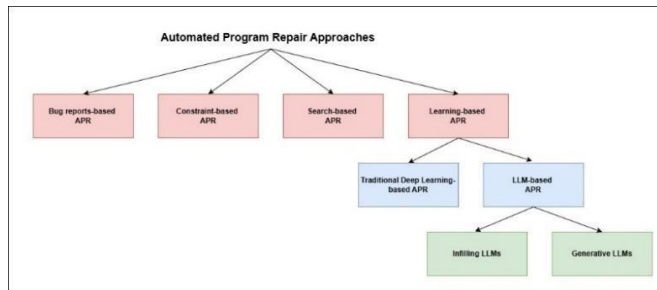 Automated Program Repair Approaches
Bug reports-based
APR
Constraint-based
APR
Search-based
APR
Learning-based
APR
Traditional Deep Learning-
based APR
LLM-based
APR
Infilling LLMs
Generative LLMs